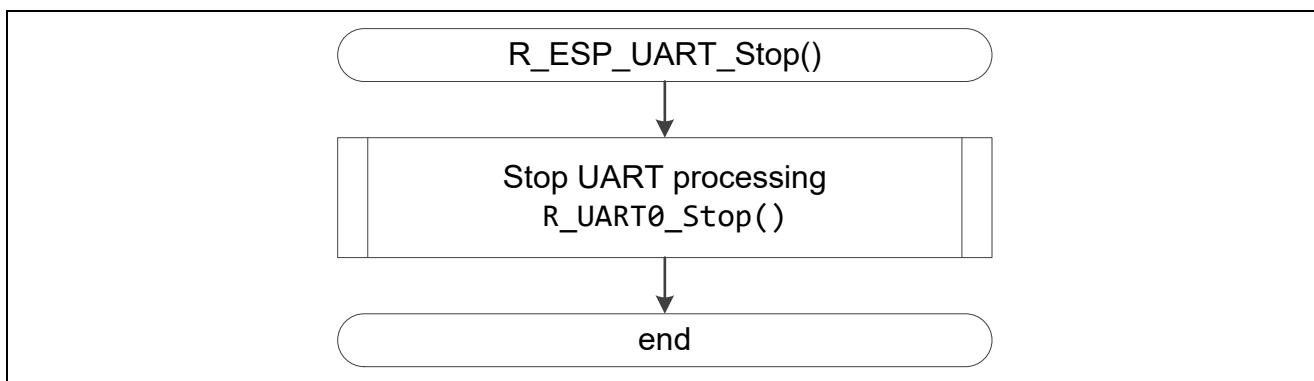 R_ESP_UART_Stop()
Stop UART processing
R_UART0_Stop()
end